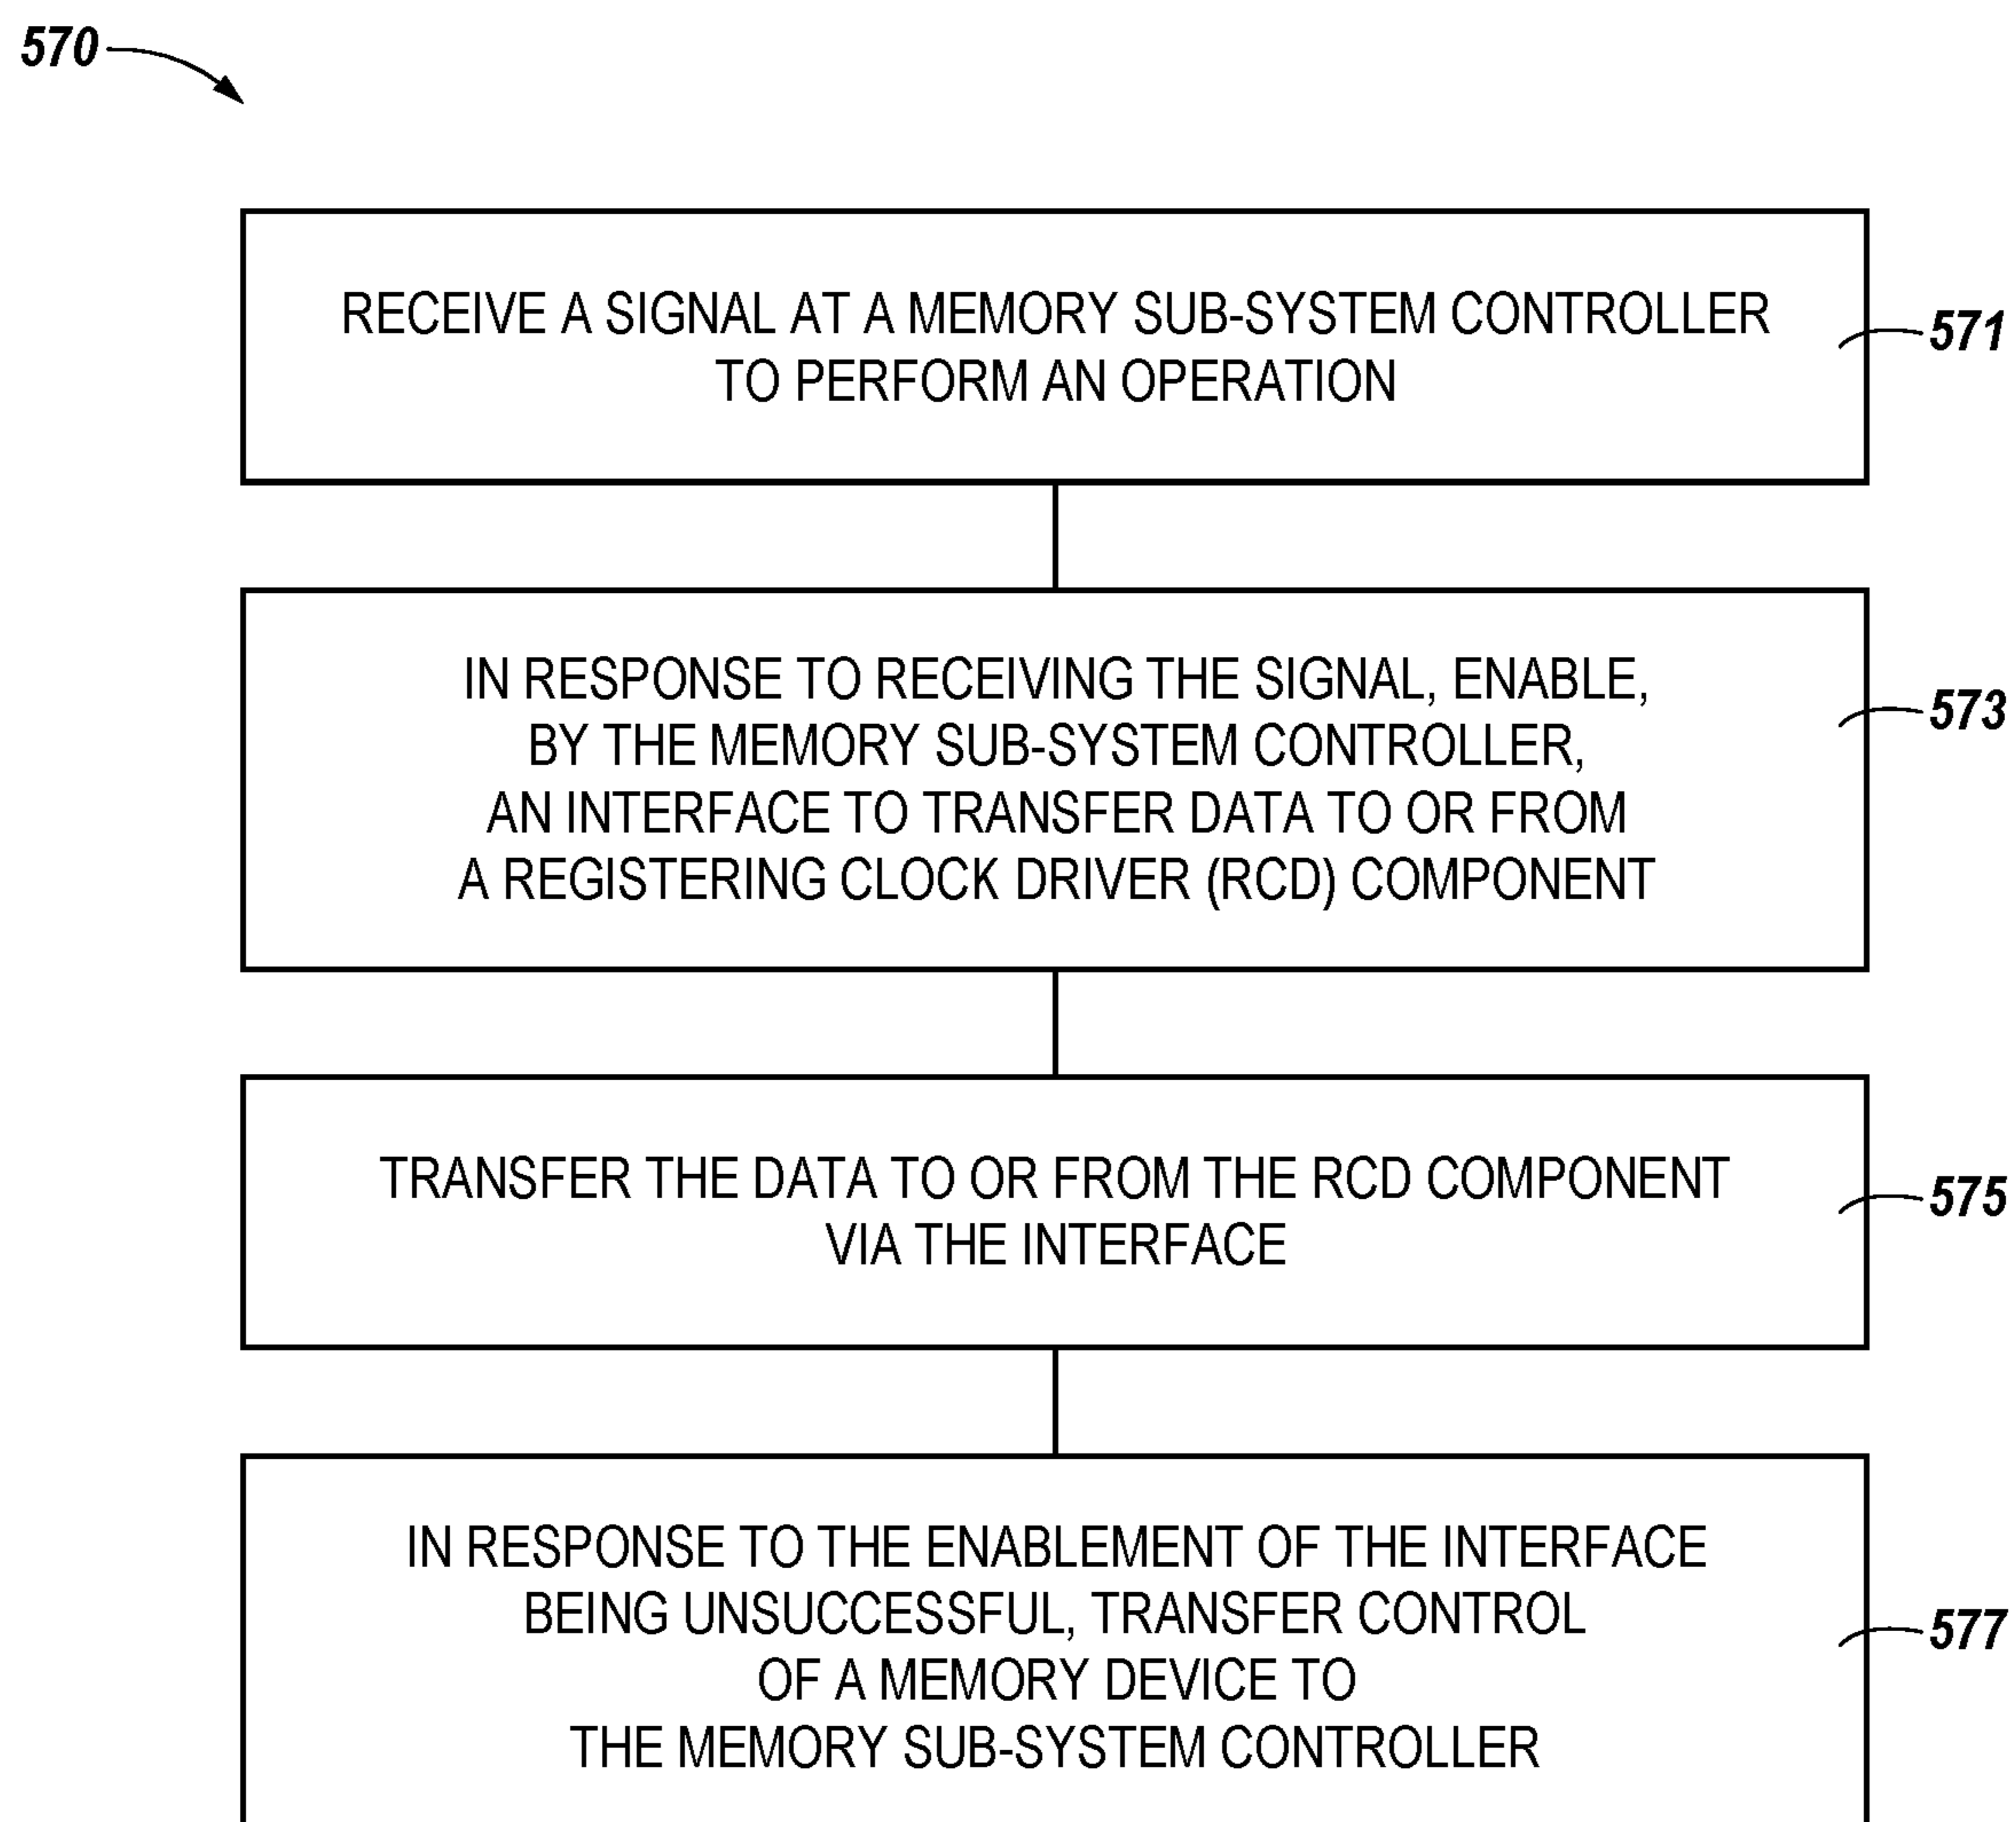 570
RECEIVE A SIGNAL AT A MEMORY SUB-SYSTEM CONTROLLER
TO PERFORM AN OPERATION
571
IN RESPONSE TO RECEIVING THE SIGNAL, ENABLE,
BY THE MEMORY SUB-SYSTEM CONTROLLER,
AN INTERFACE TO TRANSFER DATA TO OR FROM
A REGISTERING CLOCK DRIVER (RCD) COMPONENT
573
TRANSFER THE DATA TO OR FROM THE RCD COMPONENT
VIA THE INTERFACE
575
IN RESPONSE TO THE ENABLEMENT OF THE INTERFACE
BEING UNSUCCESSFUL, TRANSFER CONTROL
OF A MEMORY DEVICE TO
THE MEMORY SUB-SYSTEM CONTROLLER
577